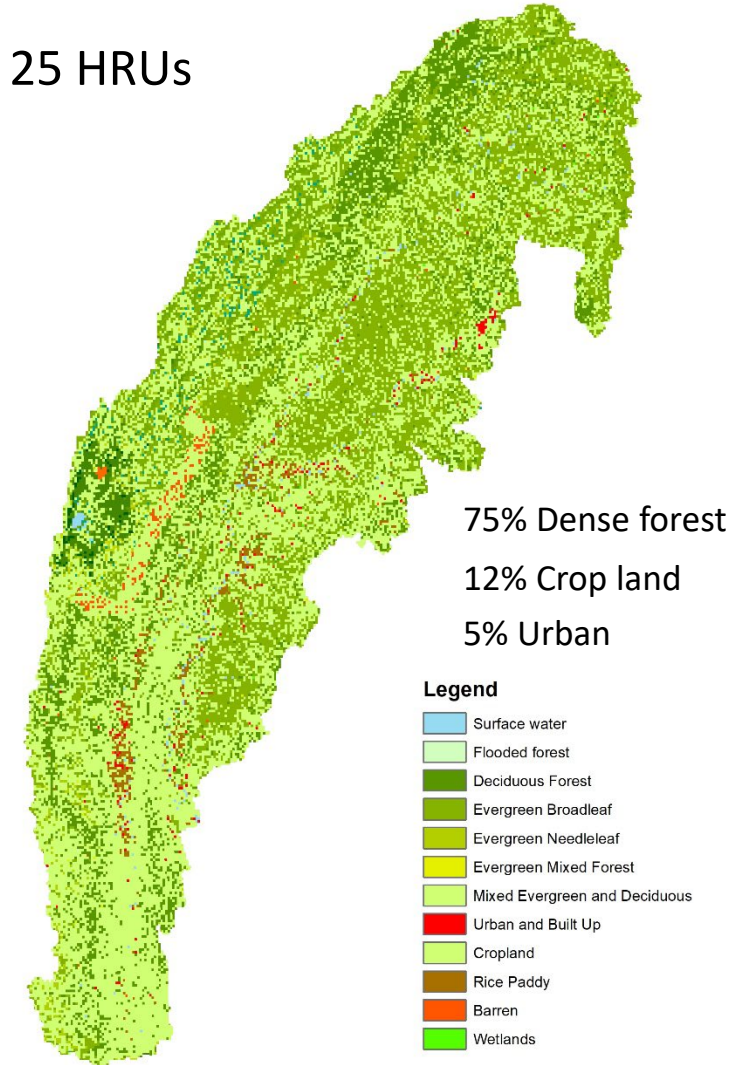 25 HRUs
75% Dense forest
12% Crop land
5% Urban
Legend
Surface water
Flooded forest
Deciduous Forest
Evergreen Broadleaf
Evergreen Needleleaf
Evergreen Mixed Forest
Mixed Evergreen and Deciduous
Urban and Built Up
Cropland
Rice Paddy
Barren
Wetlands